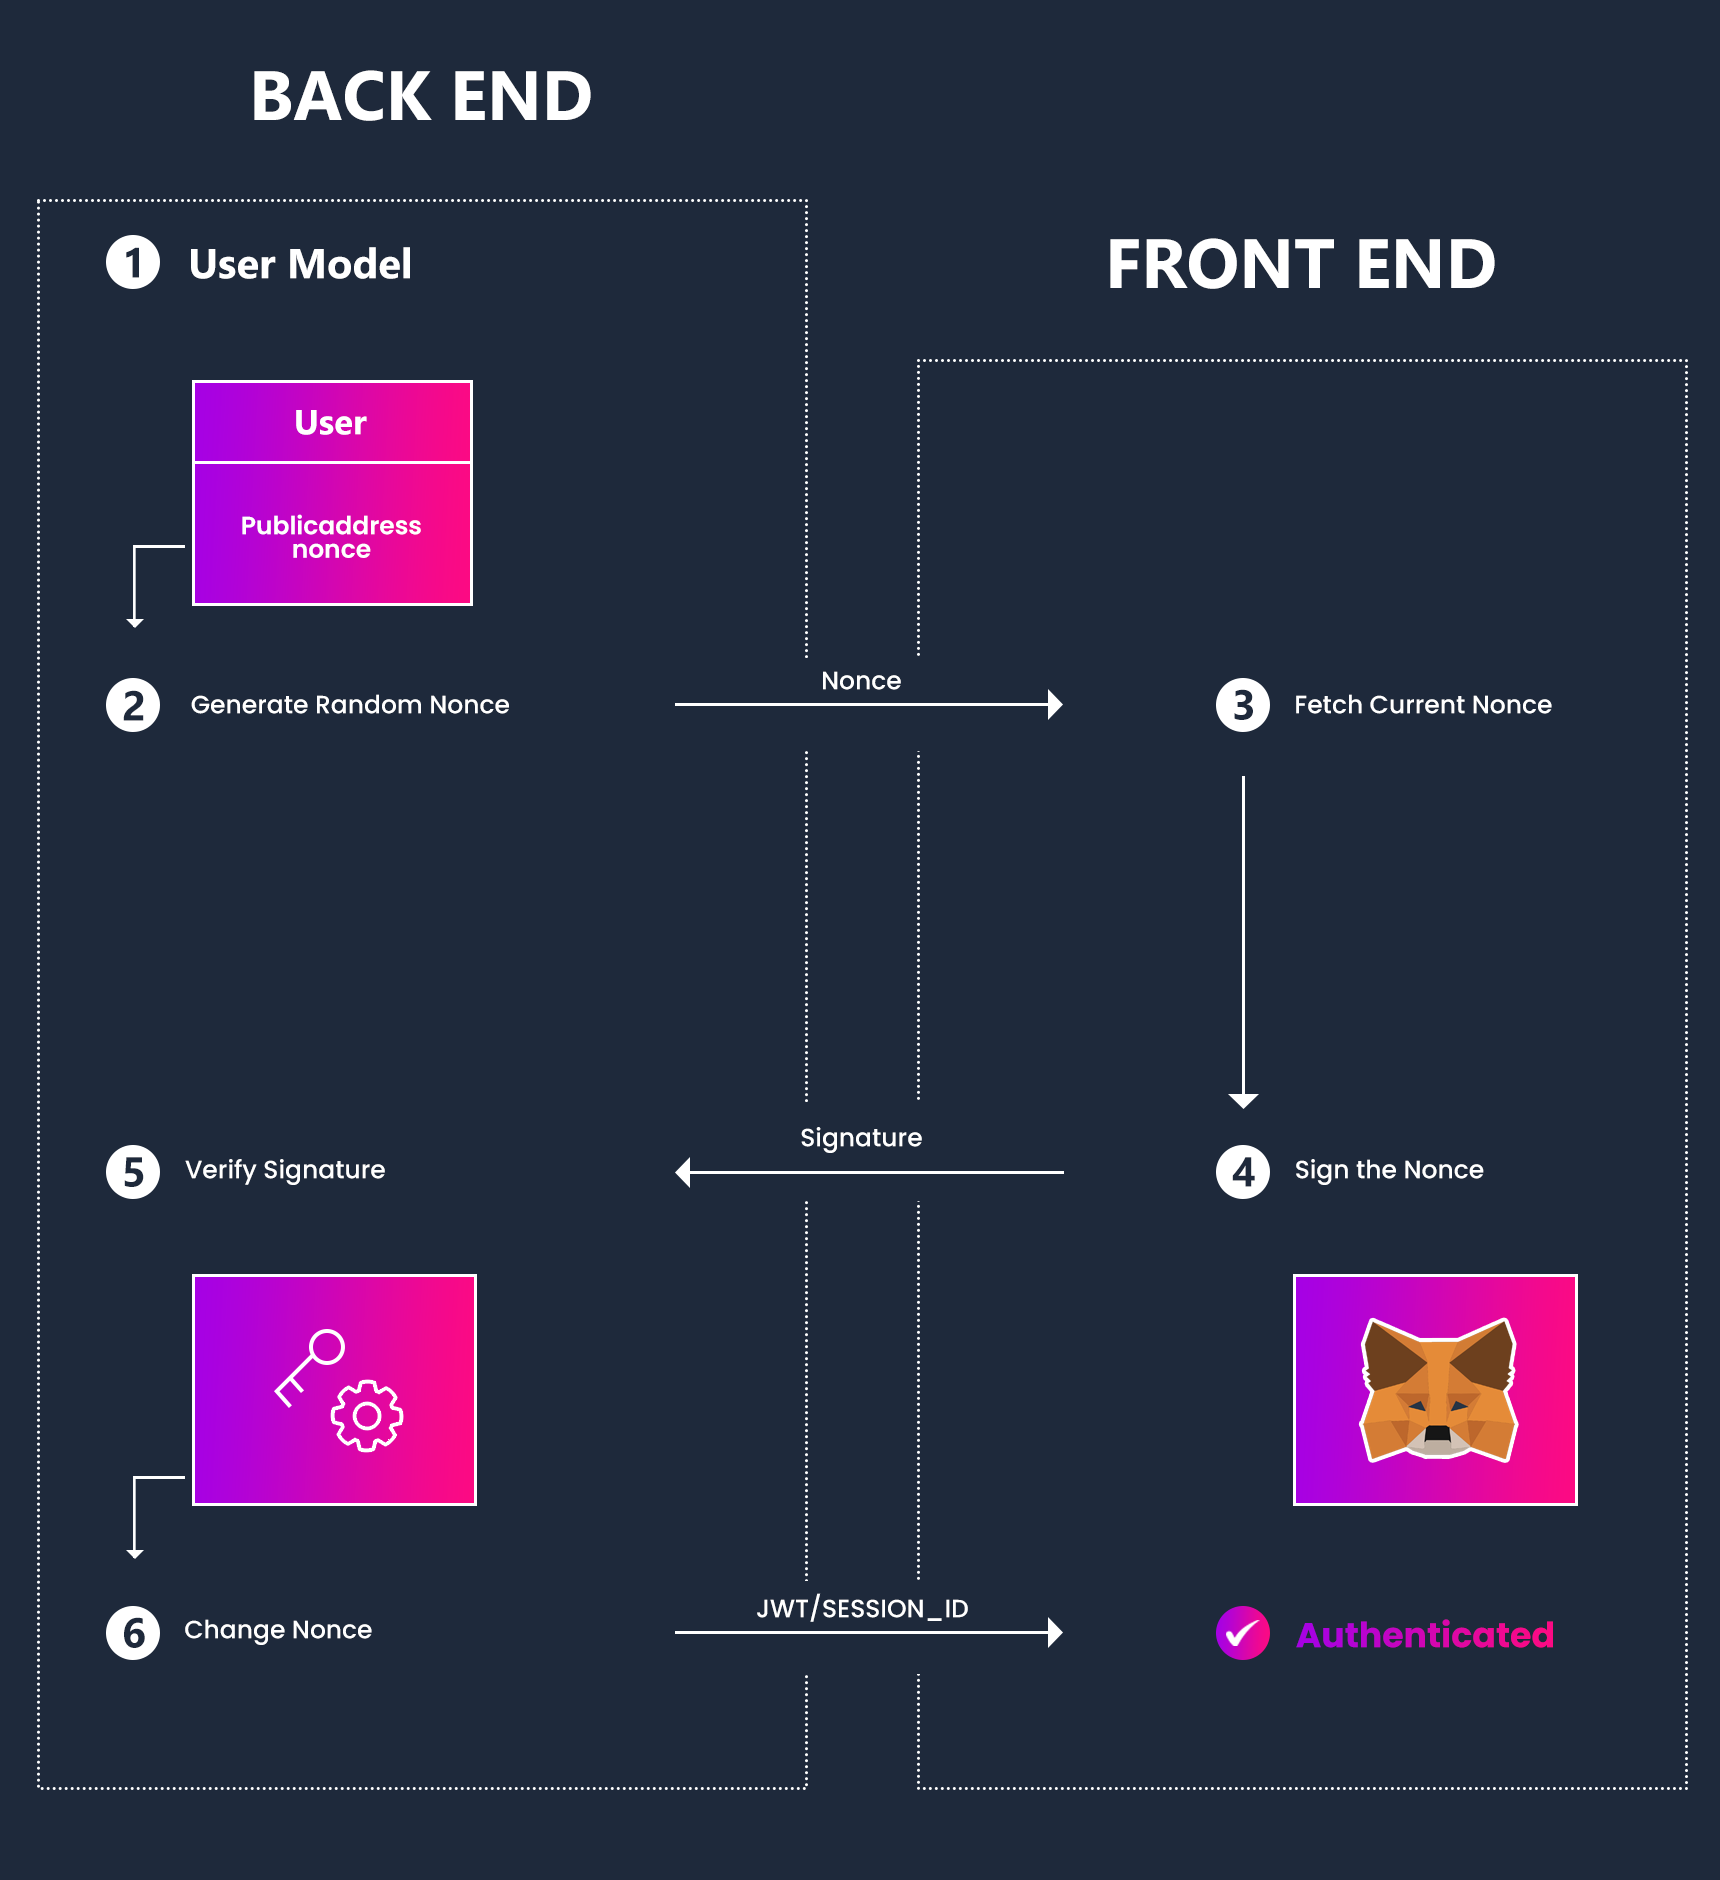 BACK END
FRONT END
1 User Model
User
Publicaddress
nonce
2 Generate Random Nonce
Nonce
3 Fetch Current Nonce
Signature
4 Sign the Nonce
5 Verify Signature
6 Change Nonce
JWT/SESSION_ID
Authenticated